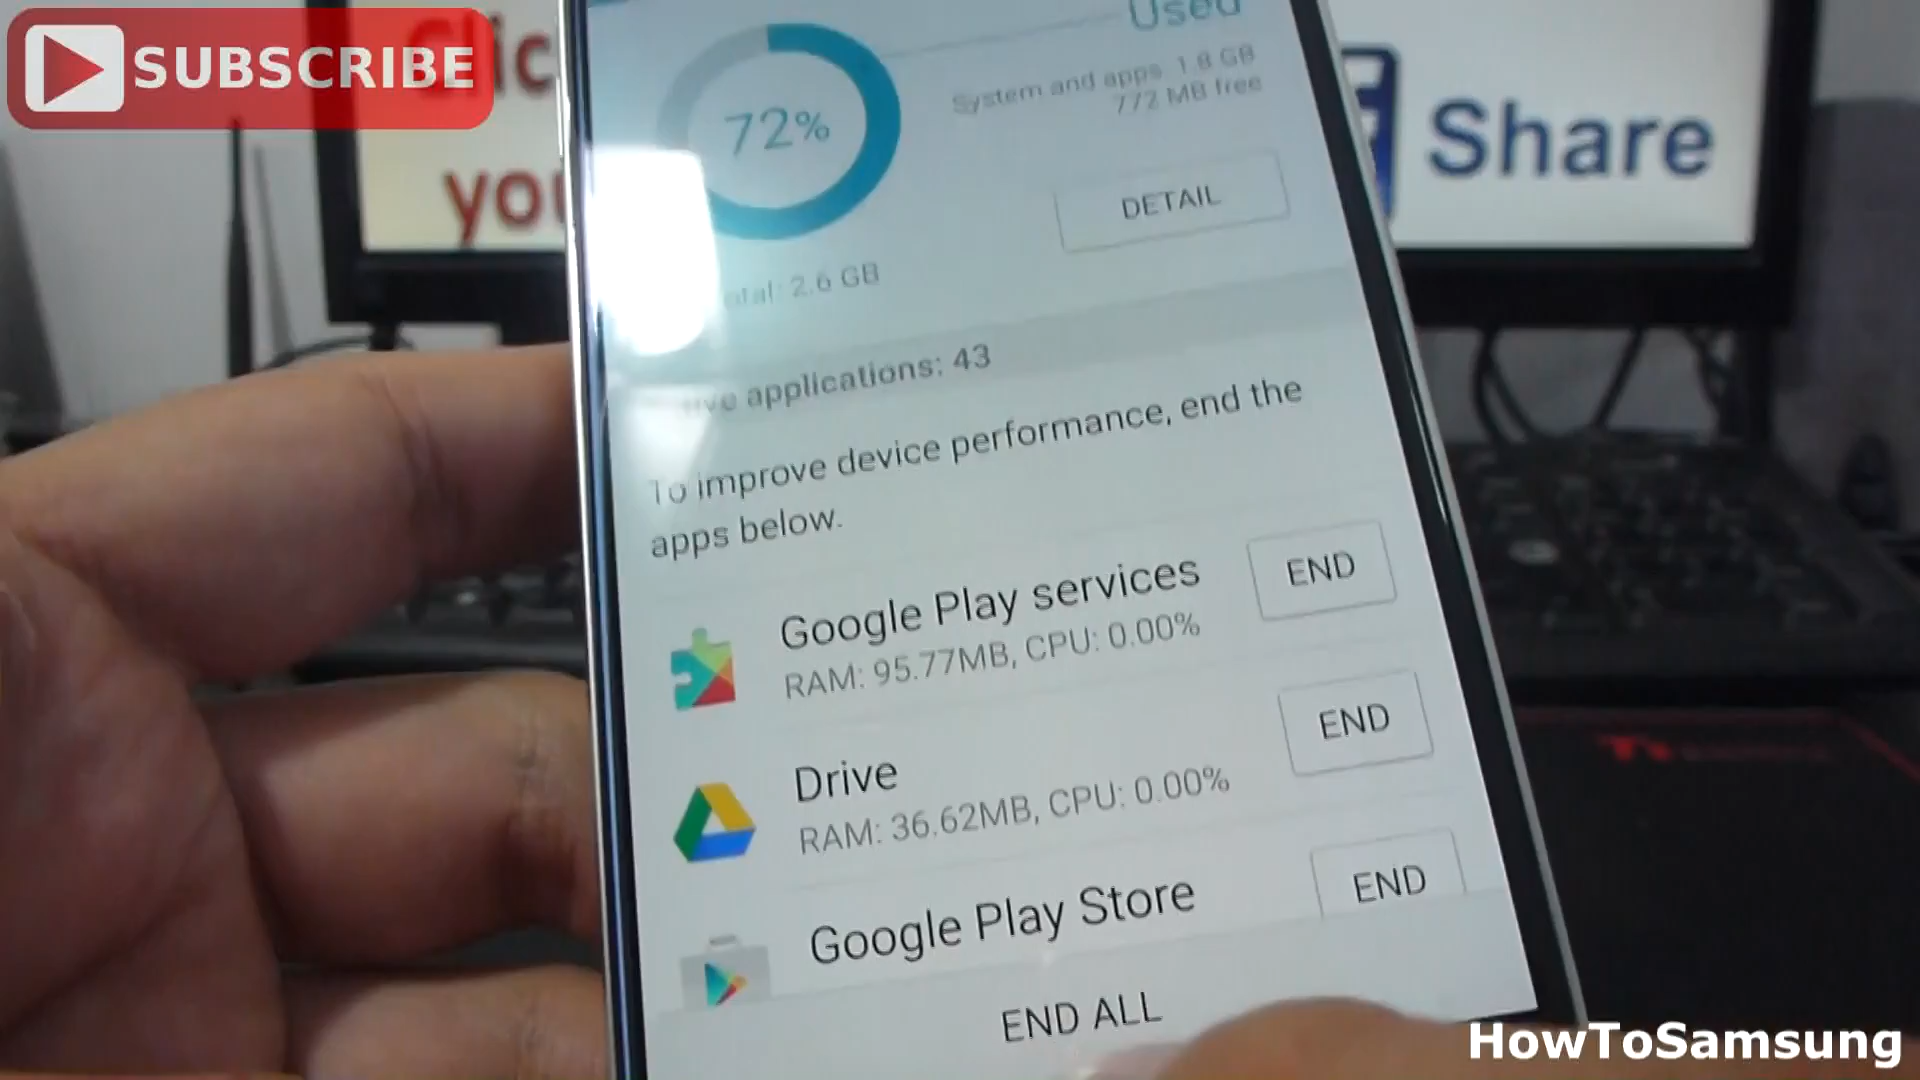 SUBSCRIBE
Used
System and apps 1.8 GB
772 MB free
72%
DETAIL
2.6 GB
applications: 43
To improve device performance, end the
apps below.
Google Play services
RAM: 95.77MB, CPU: 0.00%
END
Drive
RAM: 36.62MB, CPU: 0.00%
END
Google Play Store
END
END ALL
Share
HowToSamsung